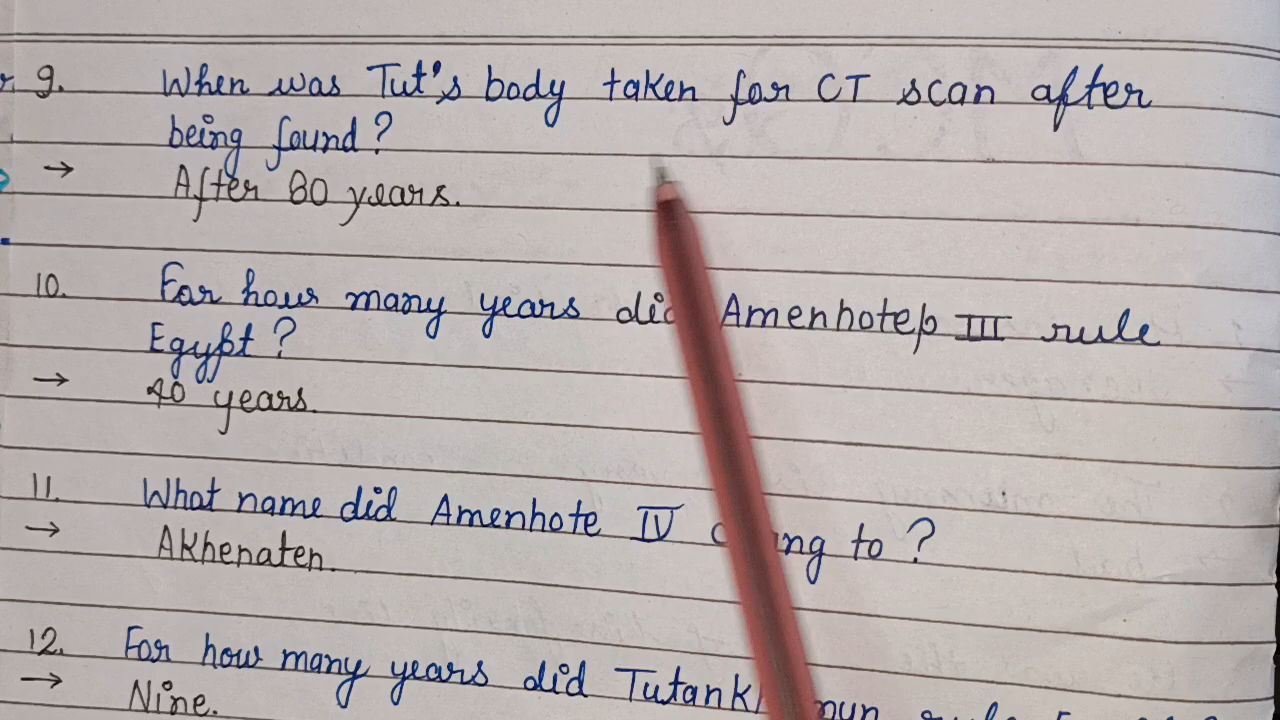 9. When was Tut's body taken for CT scan after
being found?
→ After 80 years.
10. For how many years did Amenhotep III rule
Egypt?
→ 40 years.
11. What name did Amenhote IV to?
→ Akhenaten.
12. For how many years did
→ Nine.